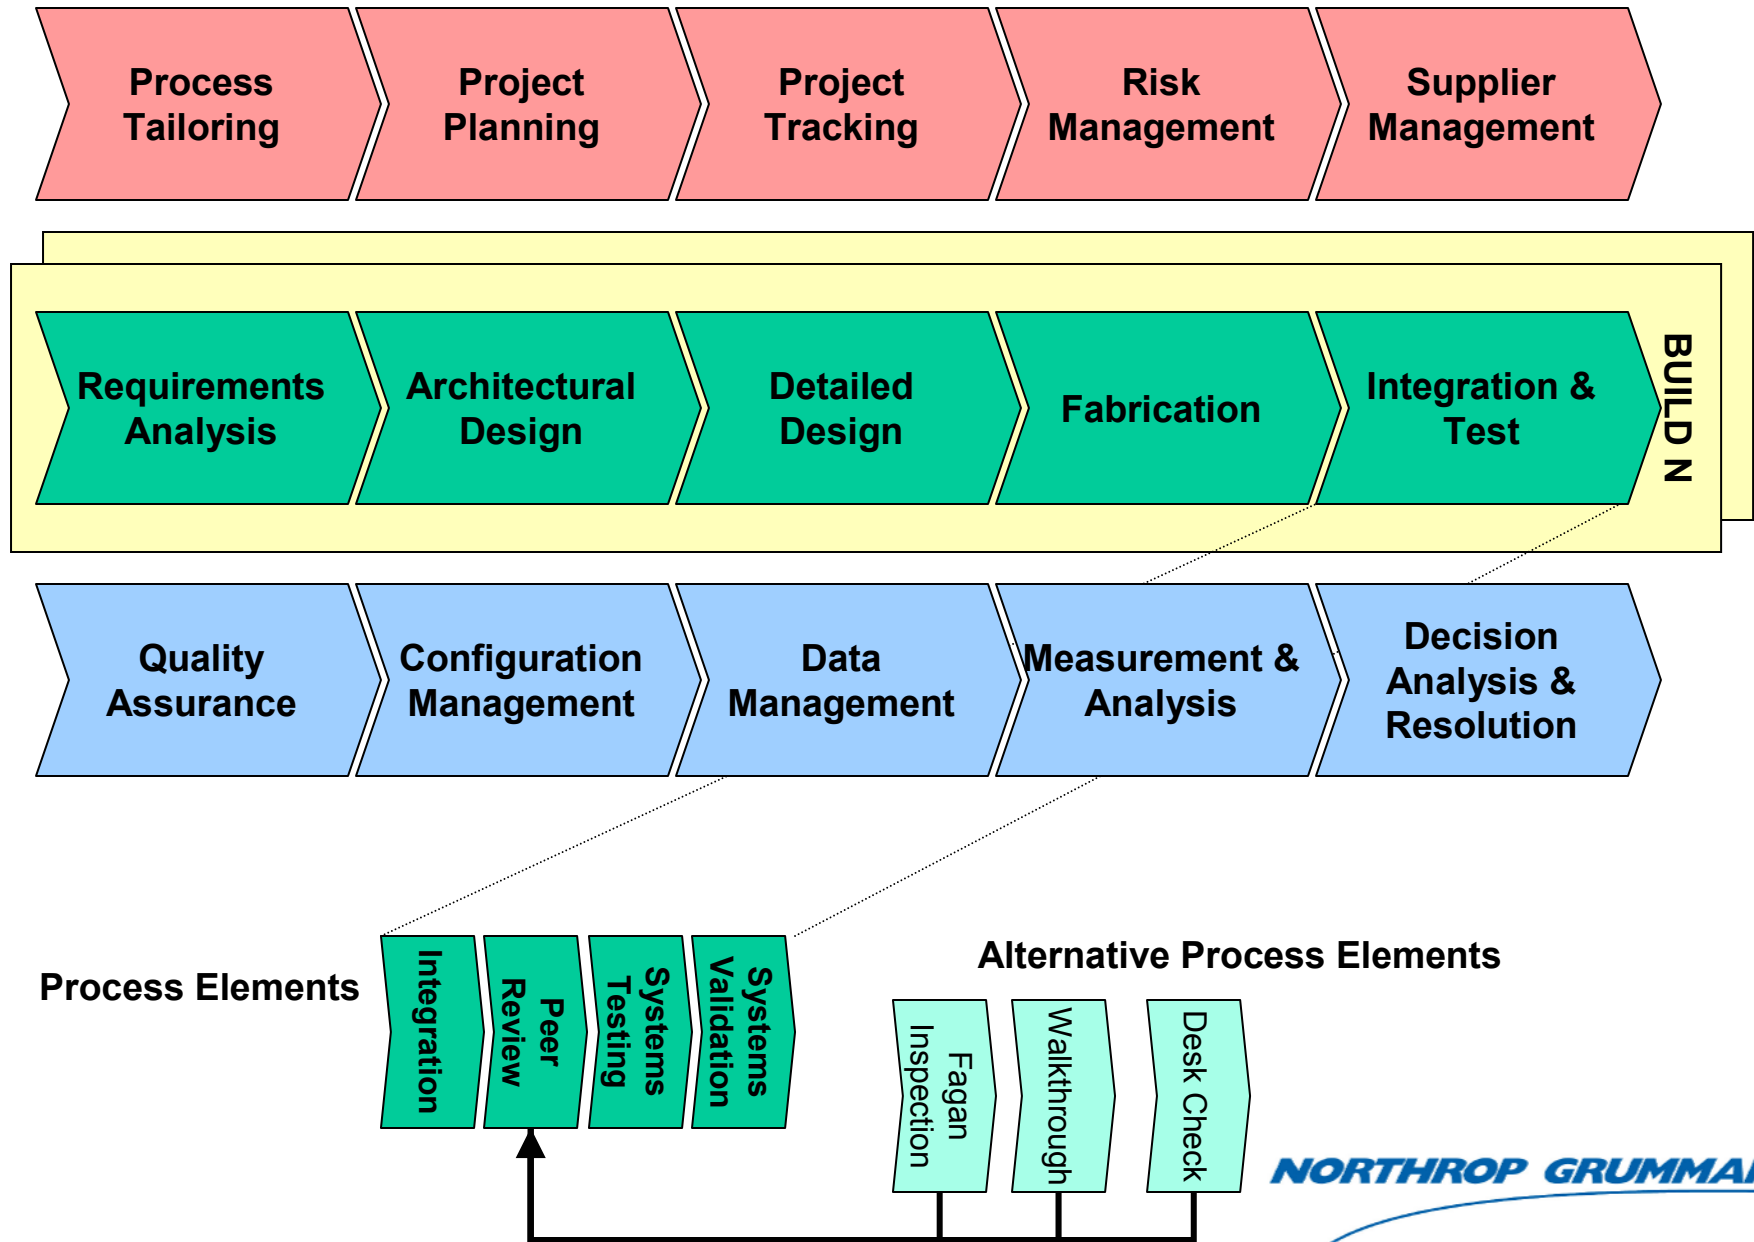 Process
Tailoring
Project
Planning
Project
Tracking
Risk
Management
Supplier
Management
Requirements
Analysis
Architectural
Design
Detailed
Design
Fabrication
Integration &
Test
BUILD N
Quality
Assurance
Configuration
Management
Data
Management
Measurement &
Analysis
Decision
Analysis &
Resolution
Process Elements
Integration
Peer
Review
Systems
Testing
Systems
Validation
Alternative Process Elements
Fagan
Inspection
Walkthrough
Desk Check
NORTHROP GRUMMAN